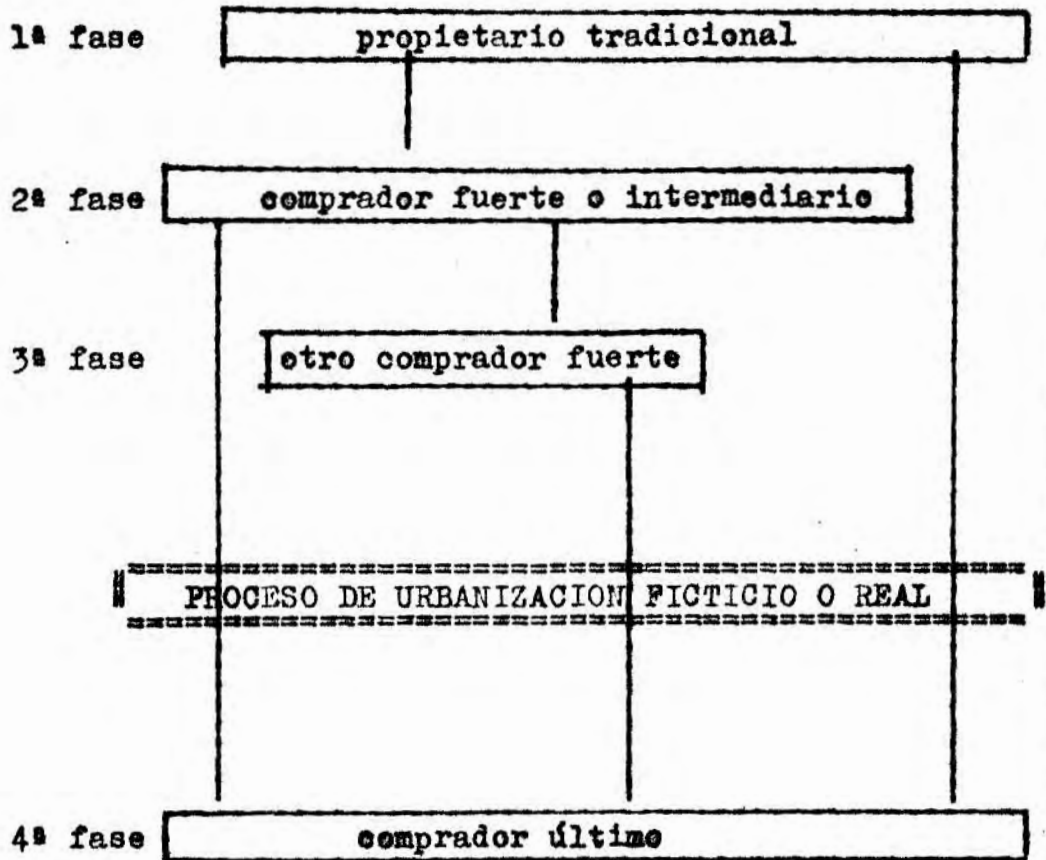 1ª fase propietario tradicional
2ª fase comprador fuerte o intermediario
3ª fase otro comprador fuerte
PROCESO DE URBANIZACION FICTICIO O REAL
4ª fase comprador último